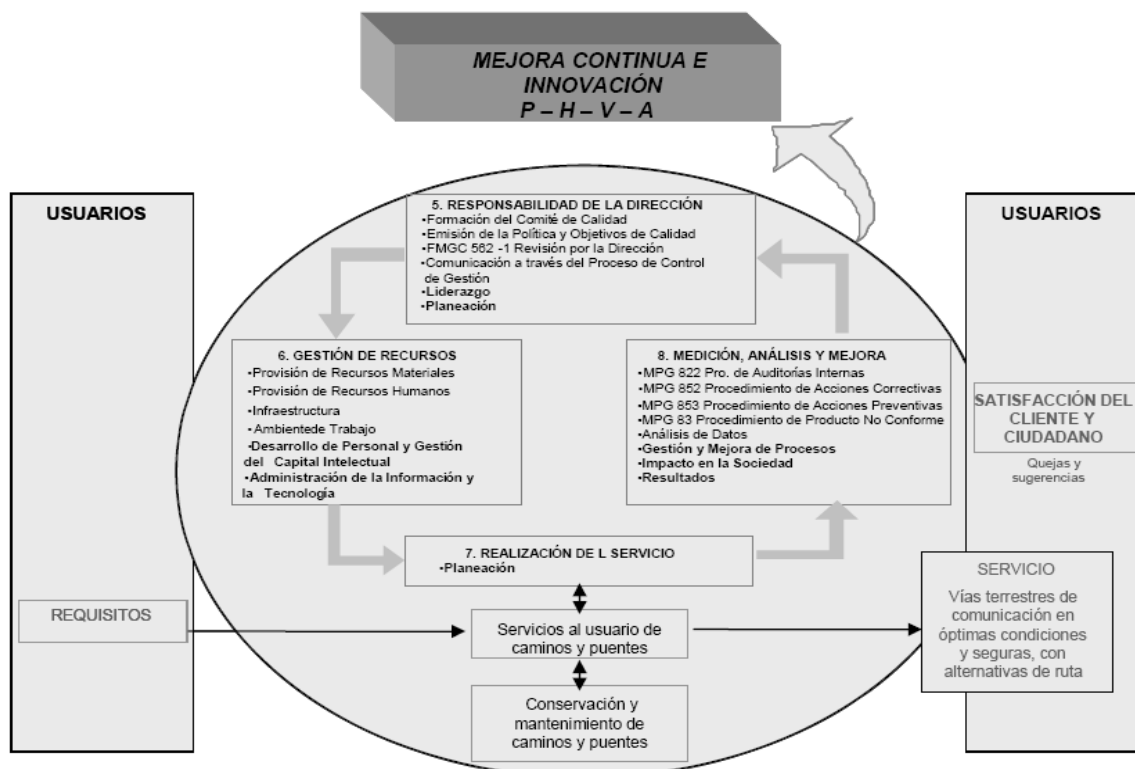 MEJORA CONTINUA E
INNOVACIÓN
P – H – V – A
USUARIOS
REQUISITOS
5. RESPONSABILIDAD DE LA DIRECCIÓN
•Formación del Comité de Calidad
•Emisión de la Política y Objetivos de Calidad
•FMGC 562 -1 Revisión por la Dirección
•Comunicación a través del Proceso de Control
de Gestión
•Liderazgo
•Planeación
6. GESTIÓN DE RECURSOS
•Provisión de Recursos Materiales
•Provisión de Recursos Humanos
•Infraestructura
•Ambientede Trabajo
•Desarrollo de Personal y Gestión
del Capital Intelectual
•Administración de la Información y
la Tecnología
8. MEDICIÓN, ANÁLISIS Y MEJORA
•MPG 822 Pro. de Auditorías Internas
•MPG 852 Procedimiento de Acciones Correctivas
•MPG 853 Procedimiento de Acciones Preventivas
•MPG 83 Procedimiento de Producto No Conforme
•Análisis de Datos
•Gestión y Mejora de Procesos
•Impacto en la Sociedad
•Resultados
7. REALIZACIÓN DE L SERVICIO
•Planeación
Servicios al usuario de
caminos y puentes
Conservación y
mantenimiento de
caminos y puentes
USUARIOS
SATISFACCIÓN DEL
CLIENTE Y
CIUDADANO
Quejas y
sugerencias
SERVICIO
Vías terrestres de
comunicación en
óptimas condiciones
y seguras, con
alternativas de ruta